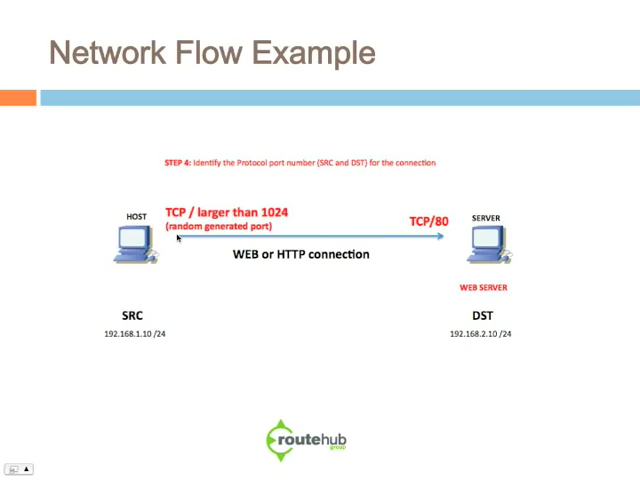 Network Flow Example
STEP 4: Identify the Protocol port number (SRC and DST) for the connection
HOST
TCP / larger than 1024
(random generated port)
TCP/80
SERVER
WEB or HTTP connection
WEB SERVER
SRC
DST
192.168.1.10 /24
192.168.2.10 /24
routehub
group